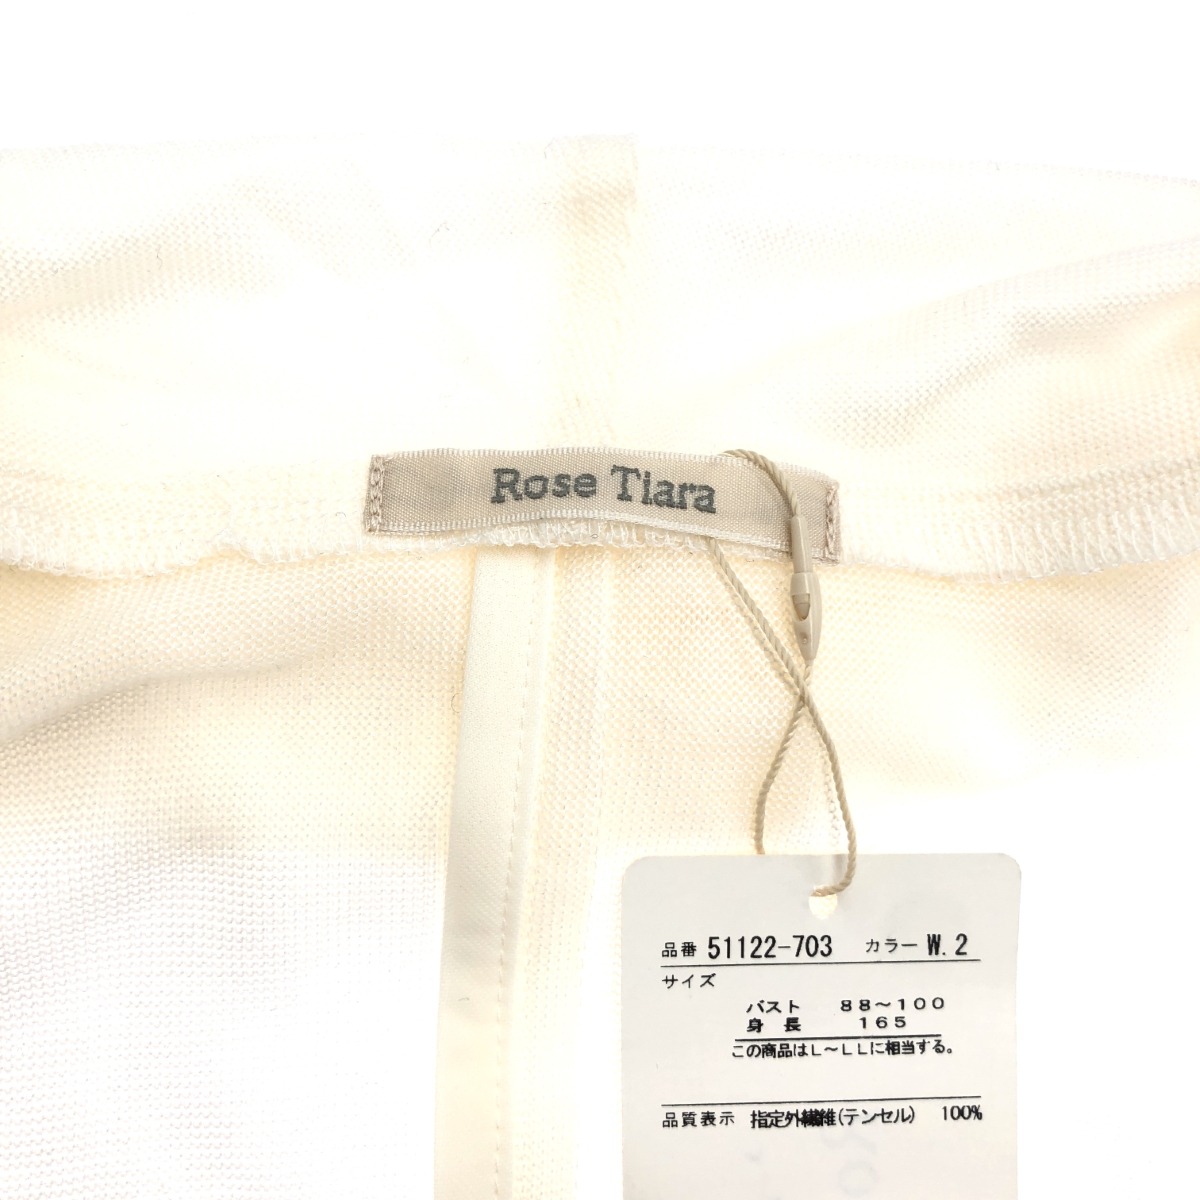 Rose Tiara
品番 51122-703 カラー W.2
サイズ
バスト 88～100
身長 165
この商品はL～LLに相当する。
品質表示 指定外繊維(テンセル) 100%